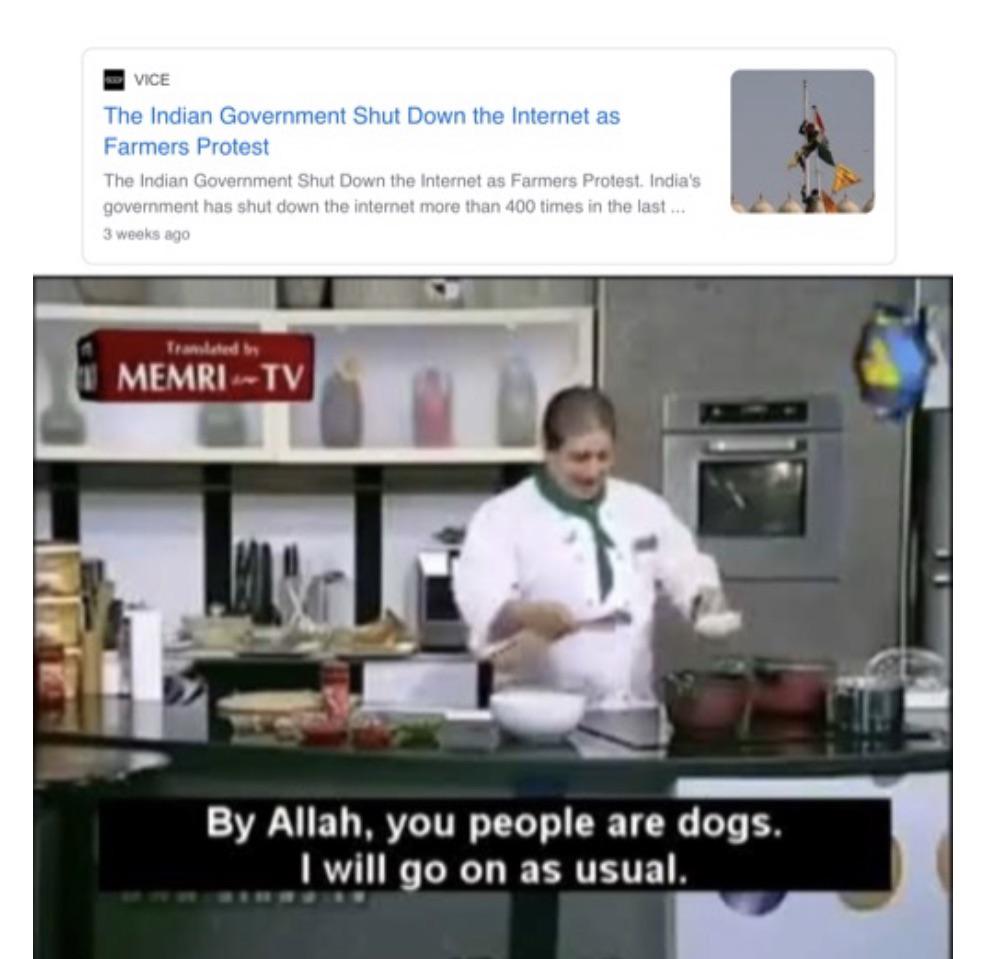 VICE
The Indian Government Shut Down the Internet as
Farmers Protest
The Indian Government Shut Down the Internet as Farmers Protest. India's
government has shut down the internet more than 400 times in the last ...
3 weeks ago
Translated by
MEMRI TV
By Allah, you people are dogs.
I will go on as usual.